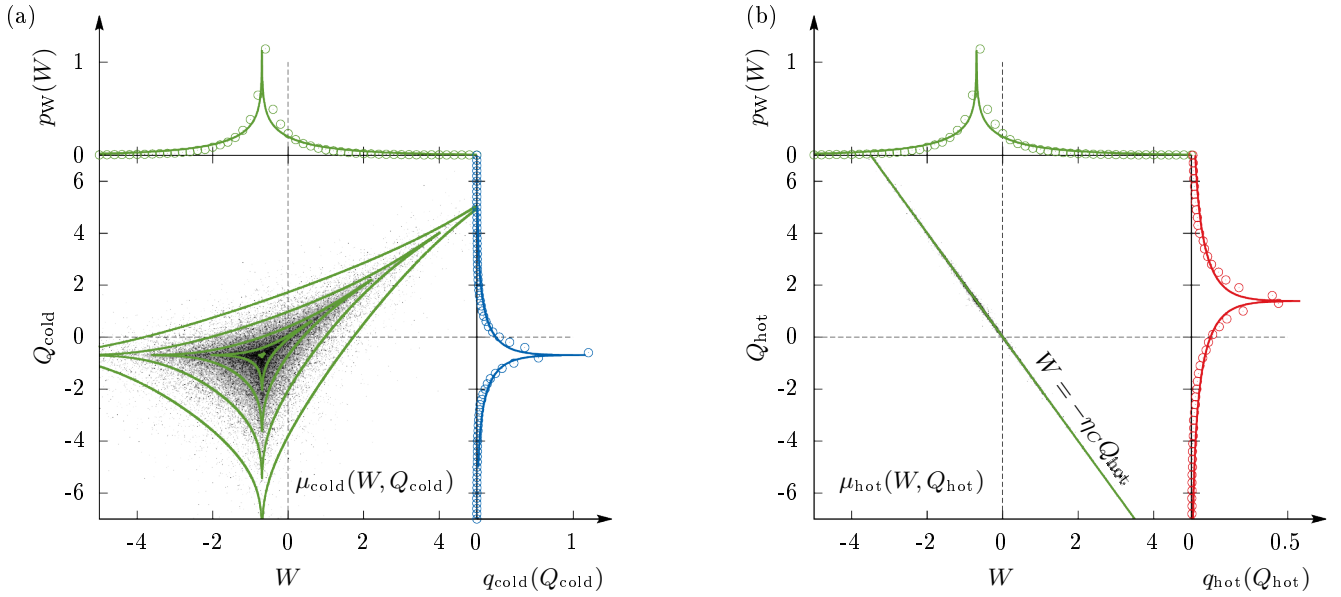 (a)
p_W(W)
1
0
6
4
2
0
-2
-4
-6
Q_cold
μ_cold(W, Q_cold)
-4 -2 0 2 4
W
0 1
q_cold(Q_cold)
(b)
p_W(W)
1
0
6
4
2
0
-2
-4
-6
Q_hot
W = −η_C Q_hot
μ_hot(W, Q_hot)
-4 -2 0 2 4
W
0 0.5
q_hot(Q_hot)